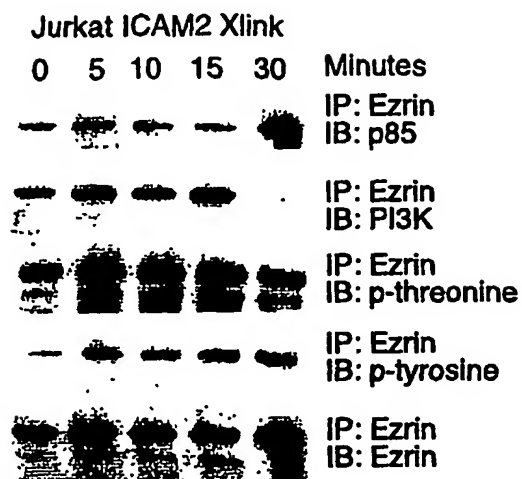 Jurkat ICAM2 Xlink
0 5 10 15 30 Minutes
IP: Ezrin
IB: p85
IP: Ezrin
IB: PI3K
IP: Ezrin
IB: p-threonine
IP: Ezrin
IB: p-tyrosine
IP: Ezrin
IB: Ezrin